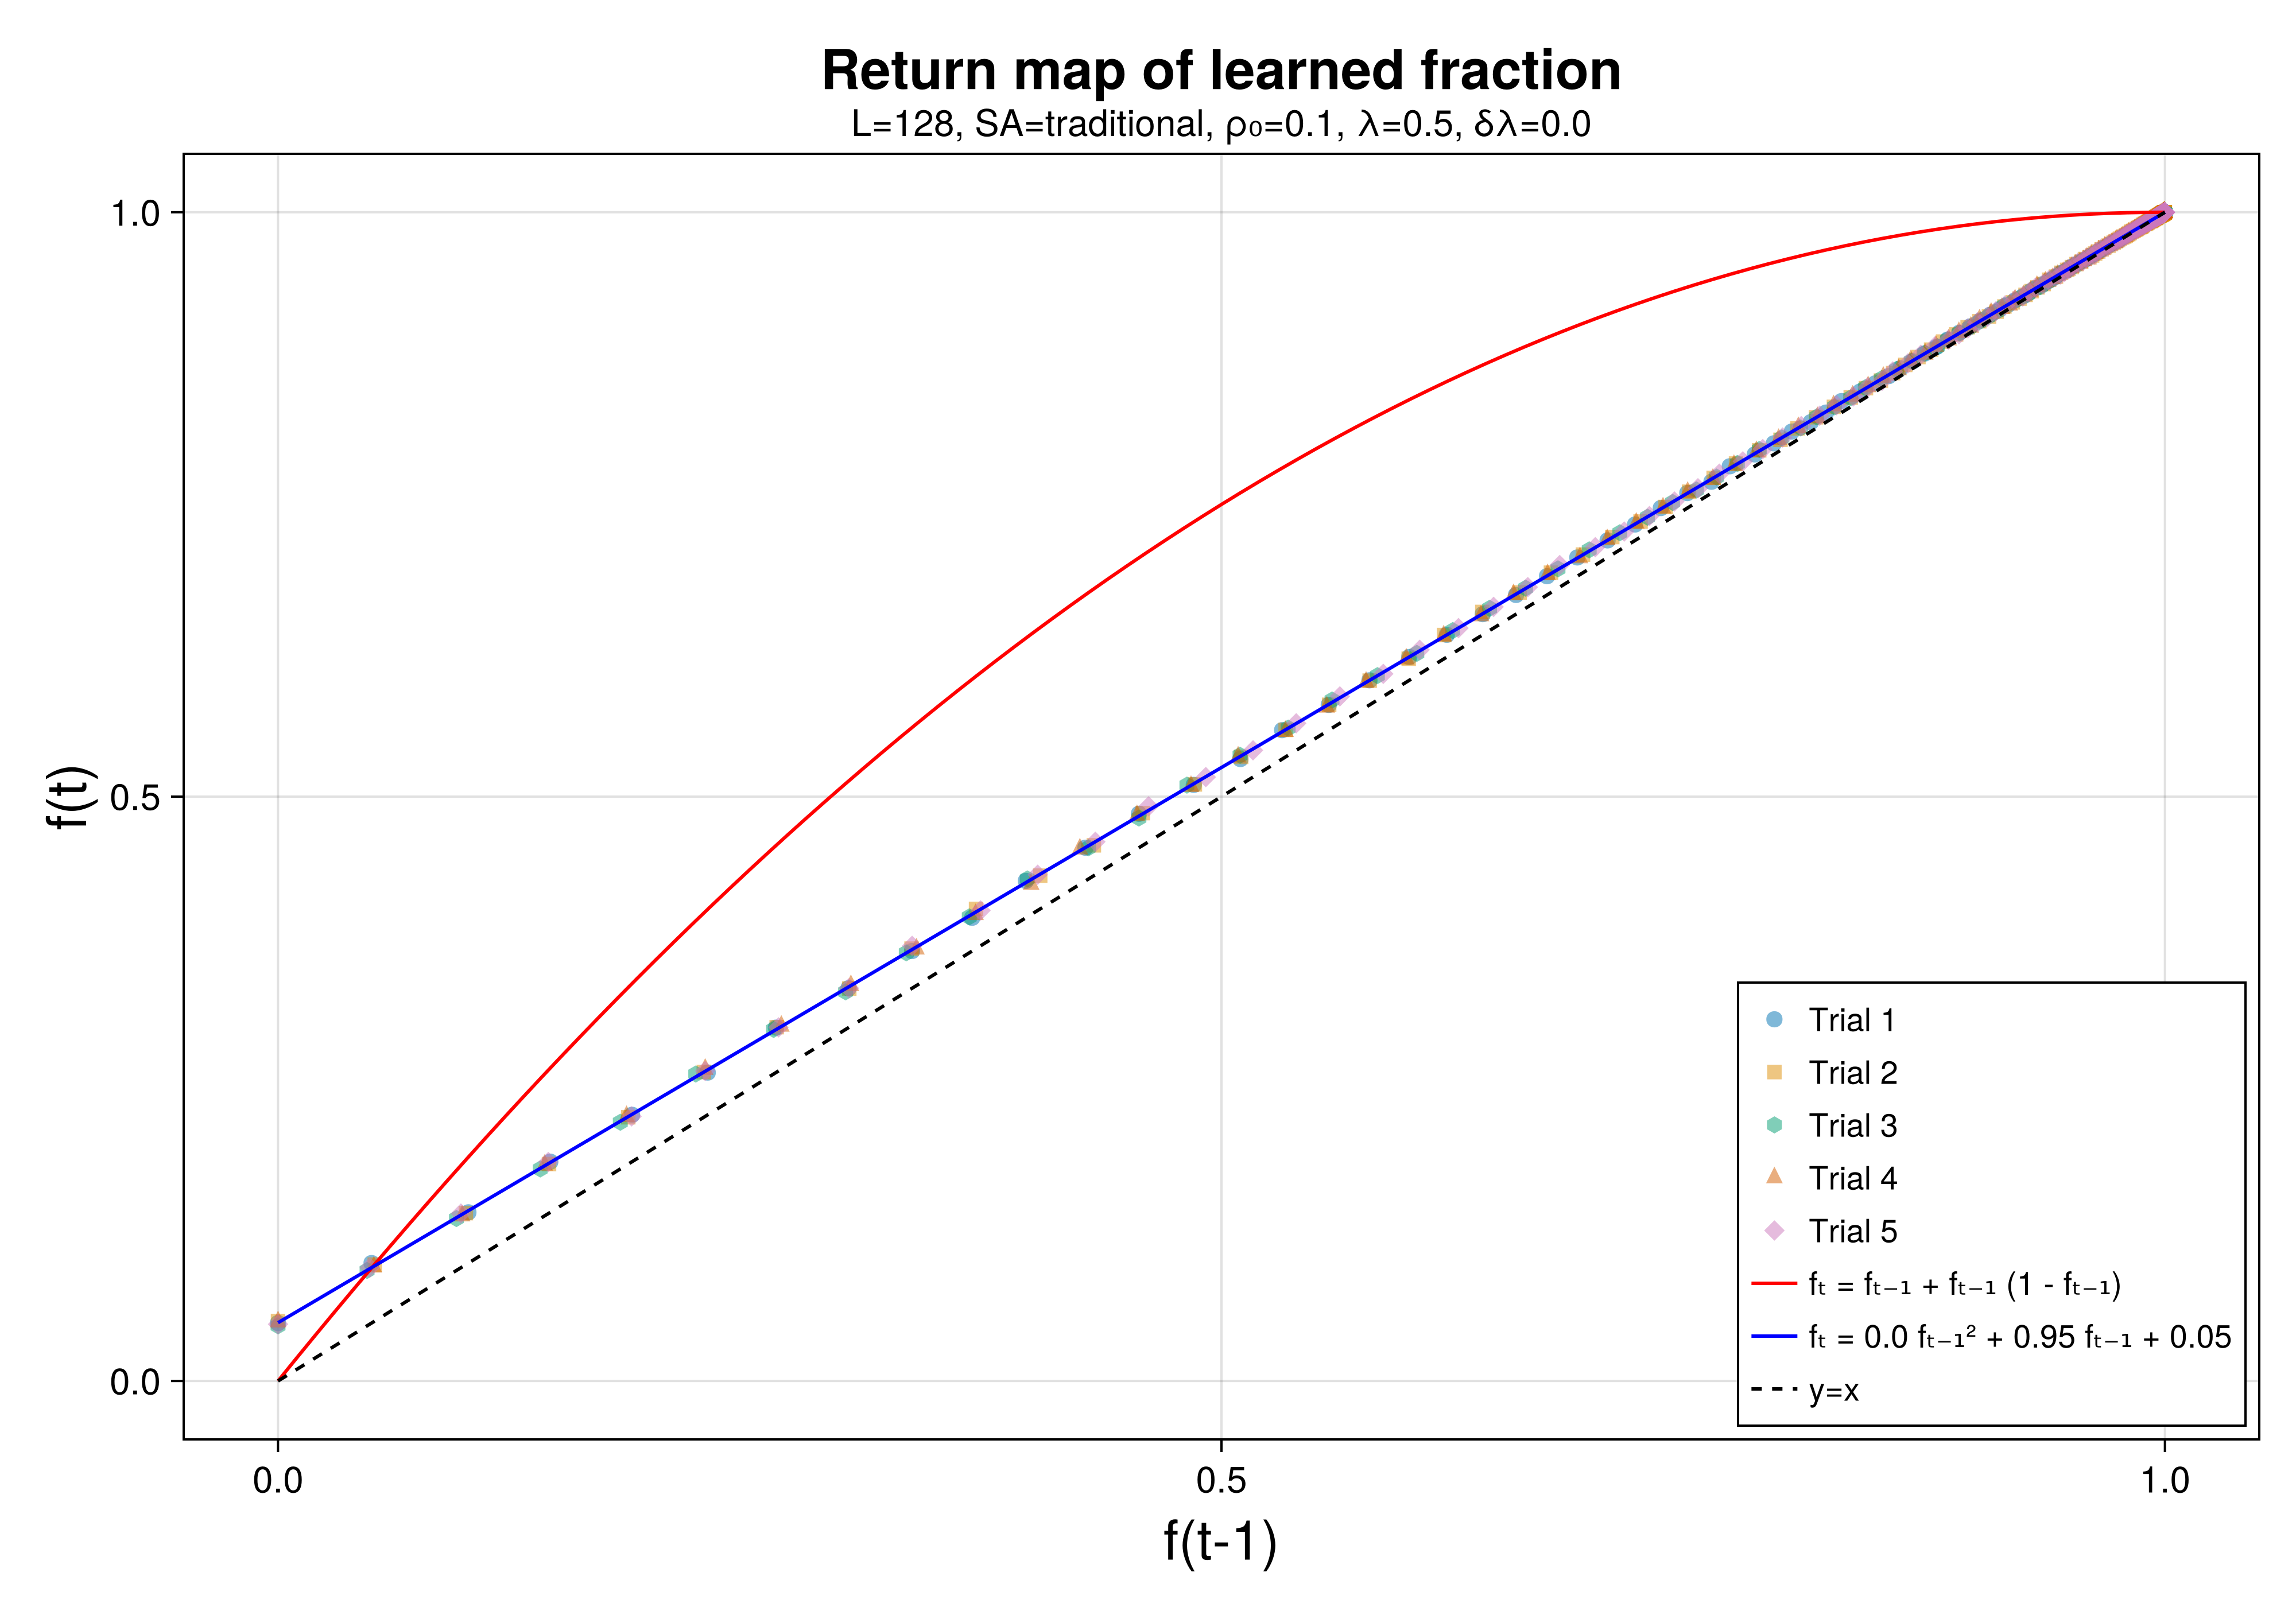 Return map of learned fraction
L=128, SA=traditional, ρ₀=0.1, λ=0.5, δλ=0.0
1.0
0.5
0.0
f(t)
0.0
0.5
1.0
f(t-1)
Trial 1
Trial 2
Trial 3
Trial 4
Trial 5
fₜ = fₜ₋₁ + fₜ₋₁ (1 - fₜ₋₁)
fₜ = 0.0 fₜ₋₁² + 0.95 fₜ₋₁ + 0.05
y=x